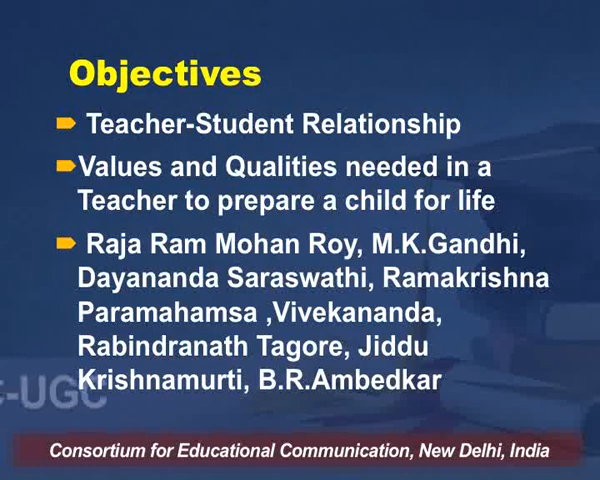 Objectives
Teacher-Student Relationship
Values and Qualities needed in a
Teacher to prepare a child for life
Raja Ram Mohan Roy, M.K.Gandhi,
Dayananda Saraswathi, Ramakrishna
Paramahamsa ,Vivekananda,
Rabindranath Tagore, Jiddu
Krishnamurti, B.R.Ambedkar
C-UGC
Consortium for Educational Communication, New Delhi, India